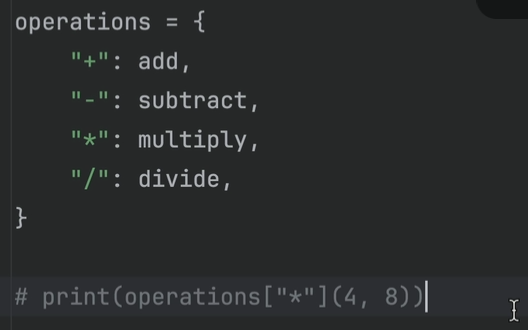 operations = {
    "+": add,
    "-": subtract,
    "*": multiply,
    "/": divide,
}
# print(operations["*"](4, 8))